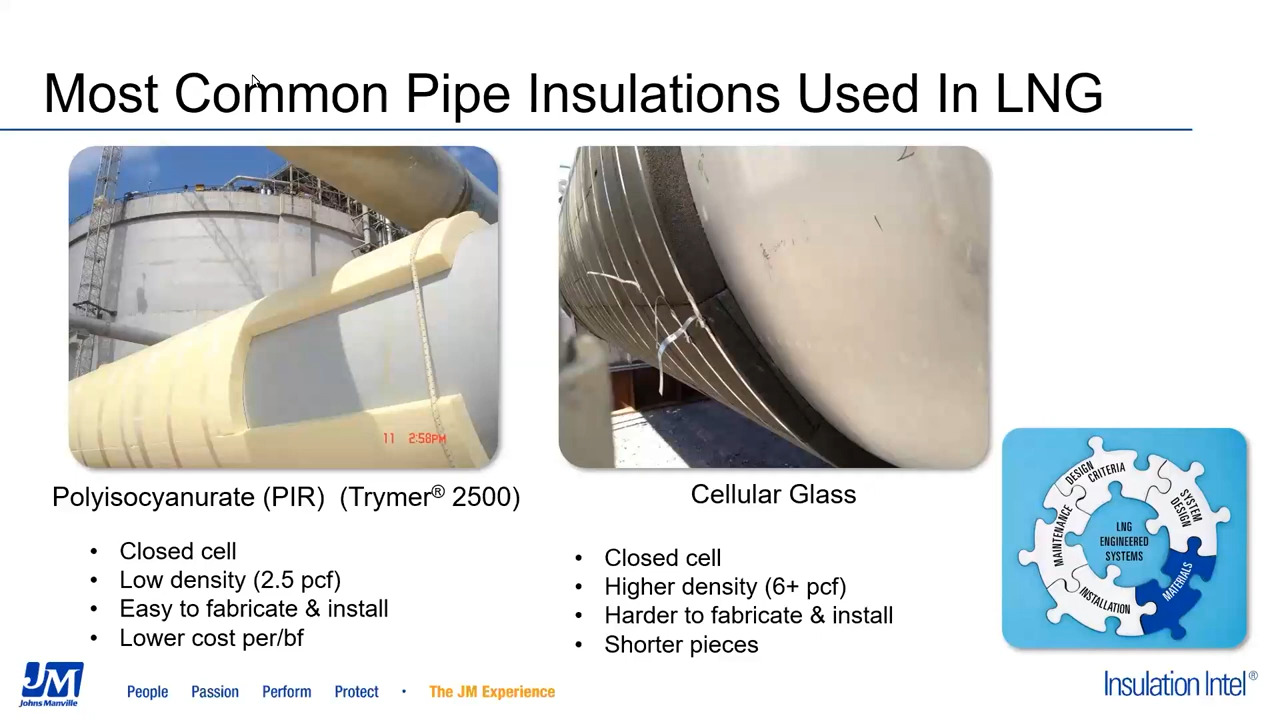 Most Common Pipe Insulations Used In LNG
11 2:58PM
Polyisocyanurate (PIR) (Trymer® 2500)
• Closed cell
• Low density (2.5 pcf)
• Easy to fabricate & install
• Lower cost per/bf
Cellular Glass
• Closed cell
• Higher density (6+ pcf)
• Harder to fabricate & install
• Shorter pieces
DESIGN
CRITERIA
SYSTEM
DESIGN
MATERIALS
INSTALLATION
MAINTENANCE
LNG
ENGINEERED
SYSTEMS
JM
Johns Manville
People Passion Perform Protect • The JM Experience
Insulation Intel®